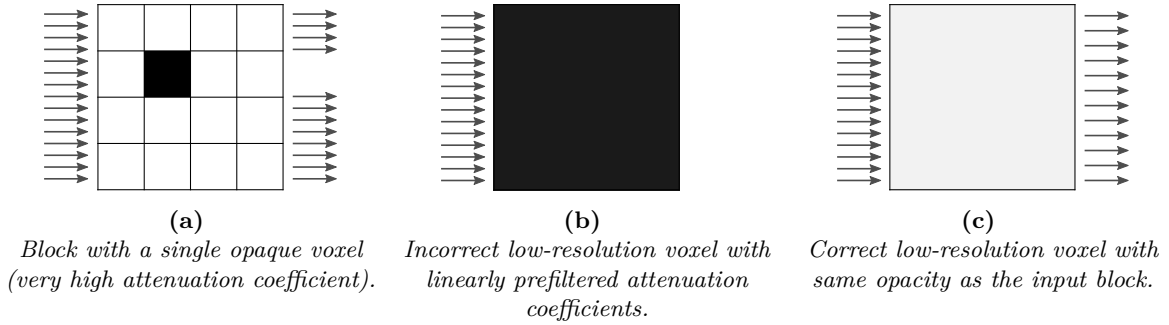 (a)
Block with a single opaque voxel
(very high attenuation coefficient).
(b)
Incorrect low-resolution voxel with
linearly prefiltered attenuation
coefficients.
(c)
Correct low-resolution voxel with
same opacity as the input block.